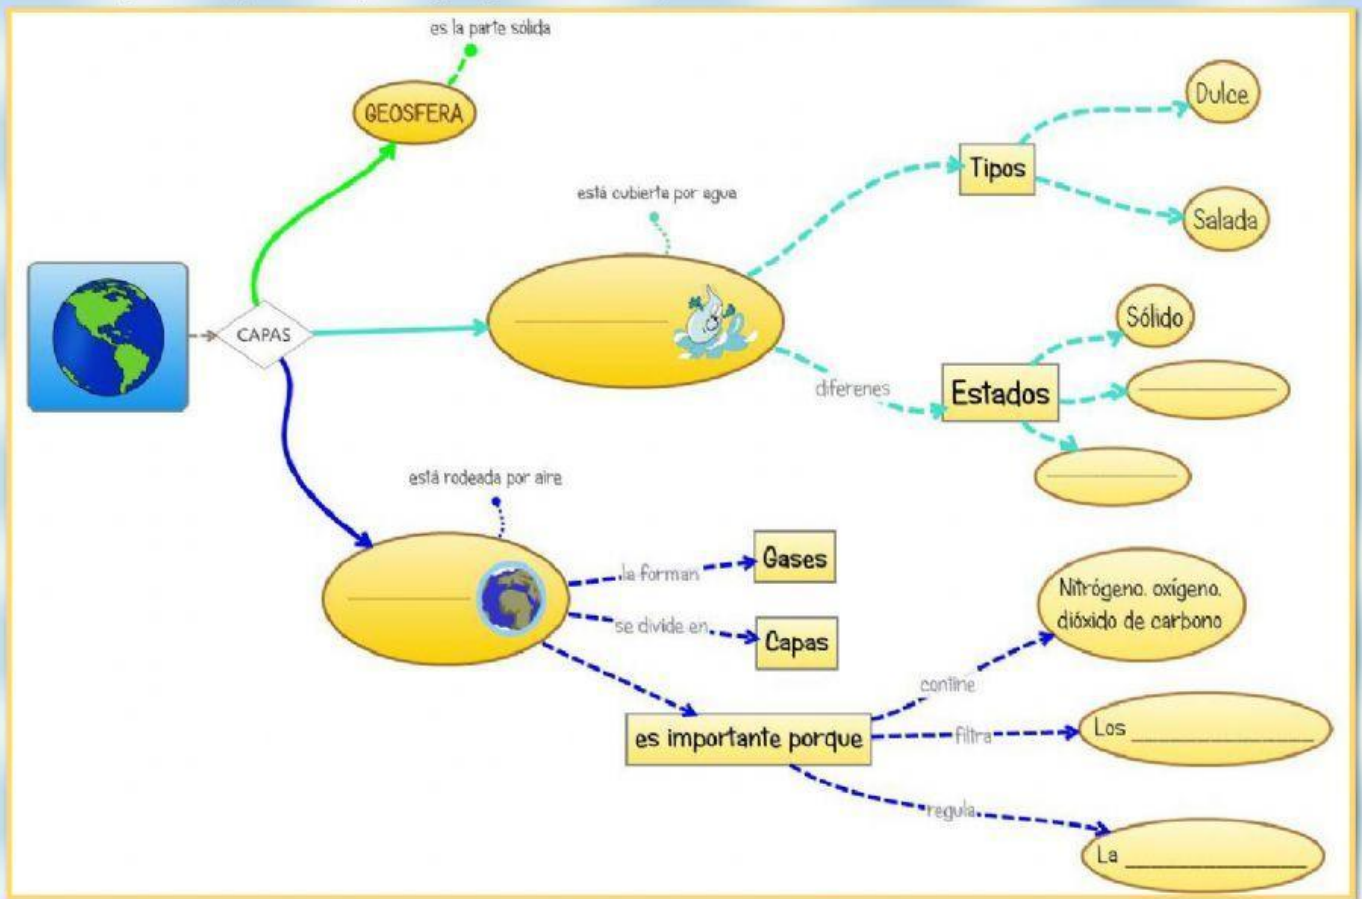 es la parte sólida
GEOSFERA
Dulce
Tipos
está cubierta por agua
Salada
CAPAS
Sólido
diferenes
Estados
está rodeada por aire
la forman
Gases
Nitrógeno. oxígeno.
dióxido de carbono
se divide en
Capas
contine
es importante porque
filtra
Los
regula
La